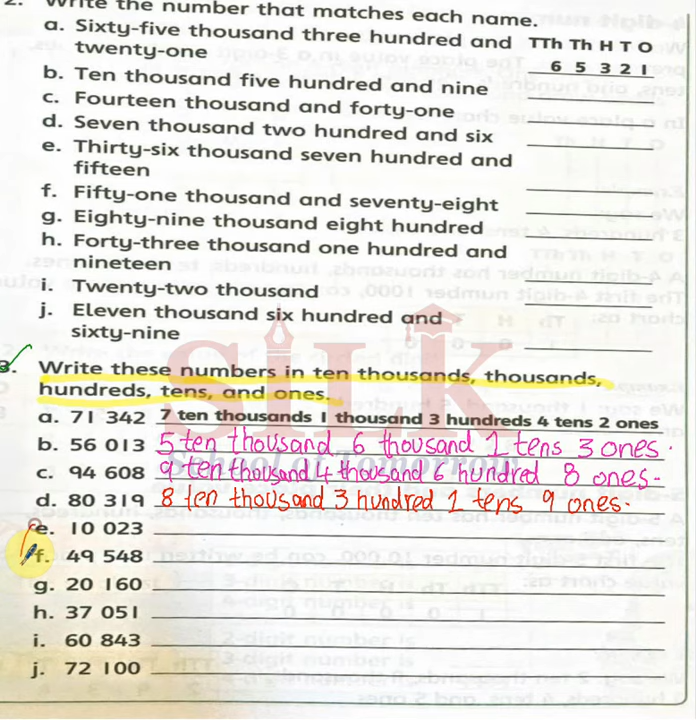 2. Write the number that matches each name.
a. Sixty-five thousand three hundred and twenty-one
TTh Th H T O
6 5 3 2 1
b. Ten thousand five hundred and nine
c. Fourteen thousand and forty-one
d. Seven thousand two hundred and six
e. Thirty-six thousand seven hundred and
fifteen
f. Fifty-one thousand and seventy-eight
g. Eighty-nine thousand eight hundred
h. Forty-three thousand one hundred and
nineteen
i. Twenty-two thousand
j. Eleven thousand six hundred and
sixty-nine
SiLK
School of Tomorrow
3. Write these numbers in ten thousands, thousands,
hundreds, tens, and ones.
a. 71 342 7 ten thousands 1 thousand 3 hundreds 4 tens 2 ones
b. 56 013 5 ten thousand 6 thousand 1 tens 3 ones.
c. 94 608 9 ten thousand 4 thousand 6 hundred 8 ones.
d. 80 319 8 ten thousand 3 hundred 1 tens 9 ones.
e. 10 023
f. 49 548
g. 20 160
h. 37 051
i. 60 843
j. 72 100